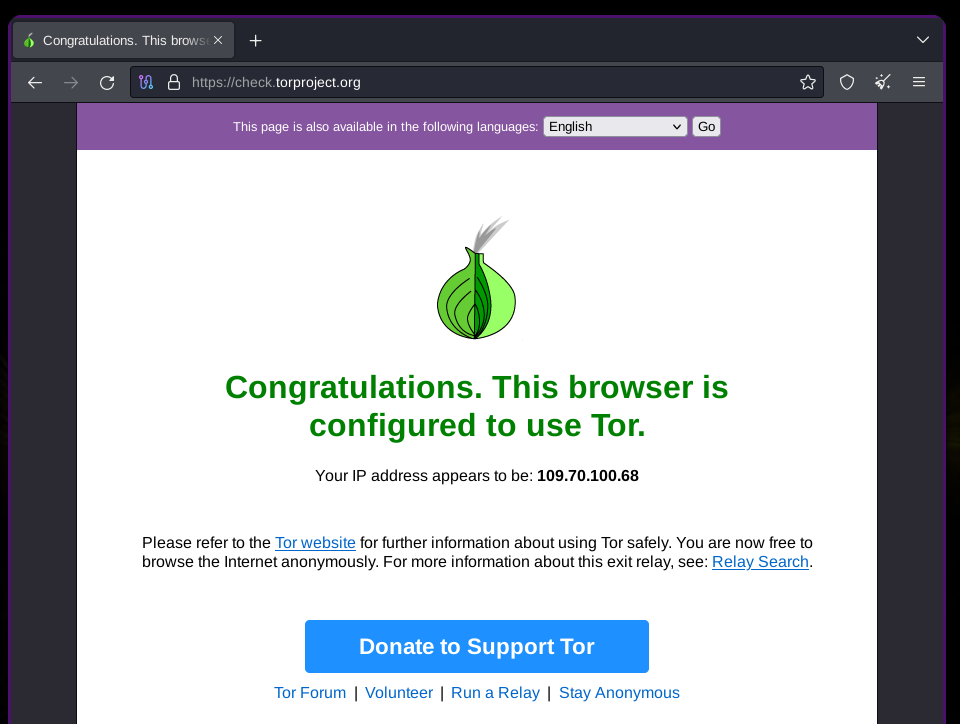 Congratulations. This brows
https://check.torproject.org
This page is also available in the following languages: English Go
Congratulations. This browser is
configured to use Tor.
Your IP address appears to be: 109.70.100.68
Please refer to the Tor website for further information about using Tor safely. You are now free to
browse the Internet anonymously. For more information about this exit relay, see: Relay Search.
Donate to Support Tor
Tor Forum | Volunteer | Run a Relay | Stay Anonymous